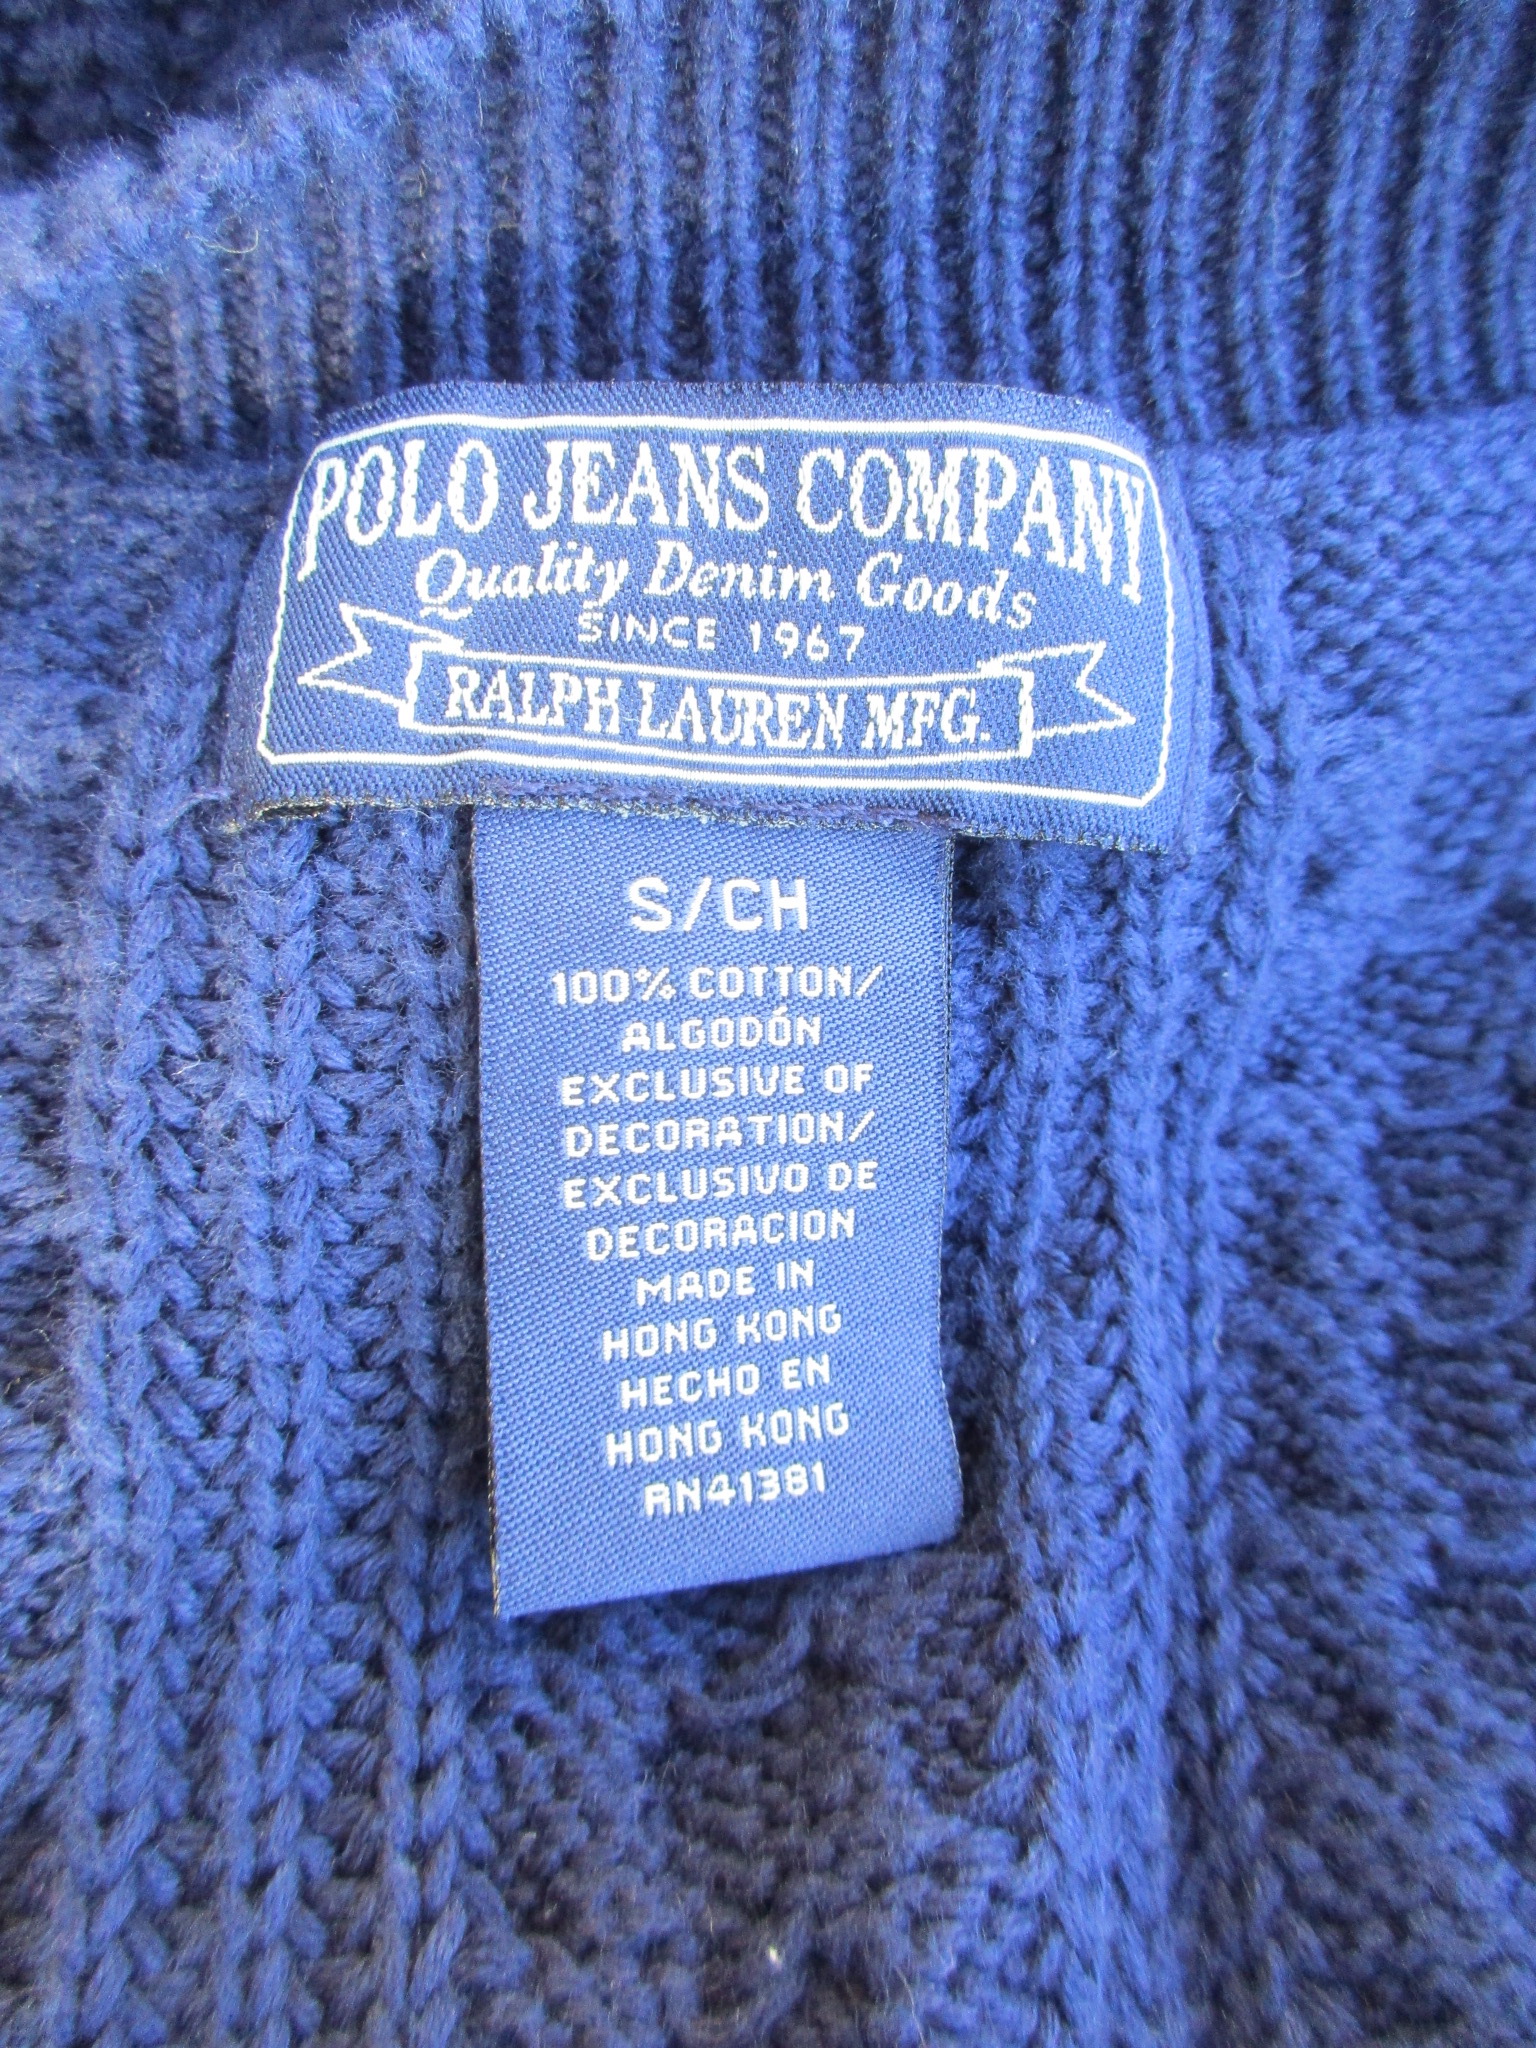 POLO JEANS COMPANY
Quality Denim Goods
SINCE 1967
RALPH LAUREN MFG.
S/CH
100% COTTON/
ALGODÓN
EXCLUSIVE OF
DECORATION/
EXCLUSIVO DE
DECORACION
MADE IN
HONG KONG
HECHO EN
HONG KONG
RN41381